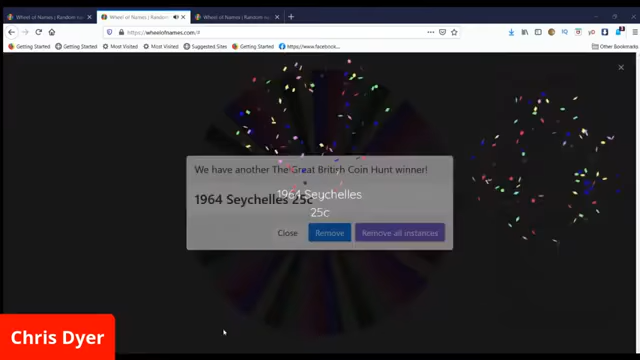 Wheel of Names | Random na
Wheel of Names | Random
Wheel of Names | Random na
https://wheelofnames.com/#
Getting Started
Getting Started
Most Visited
Most Visited
Suggested Sites
Getting Started
https://www.facebook...
Other Bookmarks
We have another The Great British Coin Hunt winner!
1964 Seychelles 25c
1964 Seychelles
25c
Close
Remove
Remove all instances
Chris Dyer